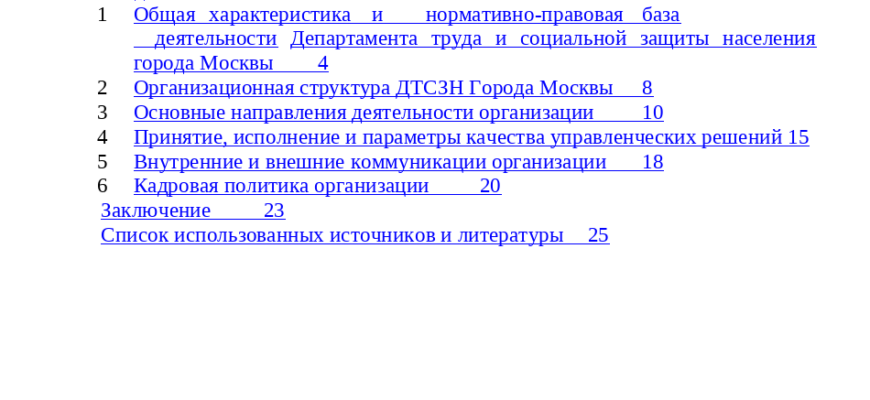 1 Общая характеристика и нормативно-правовая база
деятельности Департамента труда и социальной защиты населения
города Москвы 4
2 Организационная структура ДТСЗН Города Москвы 8
3 Основные направления деятельности организации 10
4 Принятие, исполнение и параметры качества управленческих решений 15
5 Внутренние и внешние коммуникации организации 18
6 Кадровая политика организации 20
Заключение 23
Список использованных источников и литературы 25